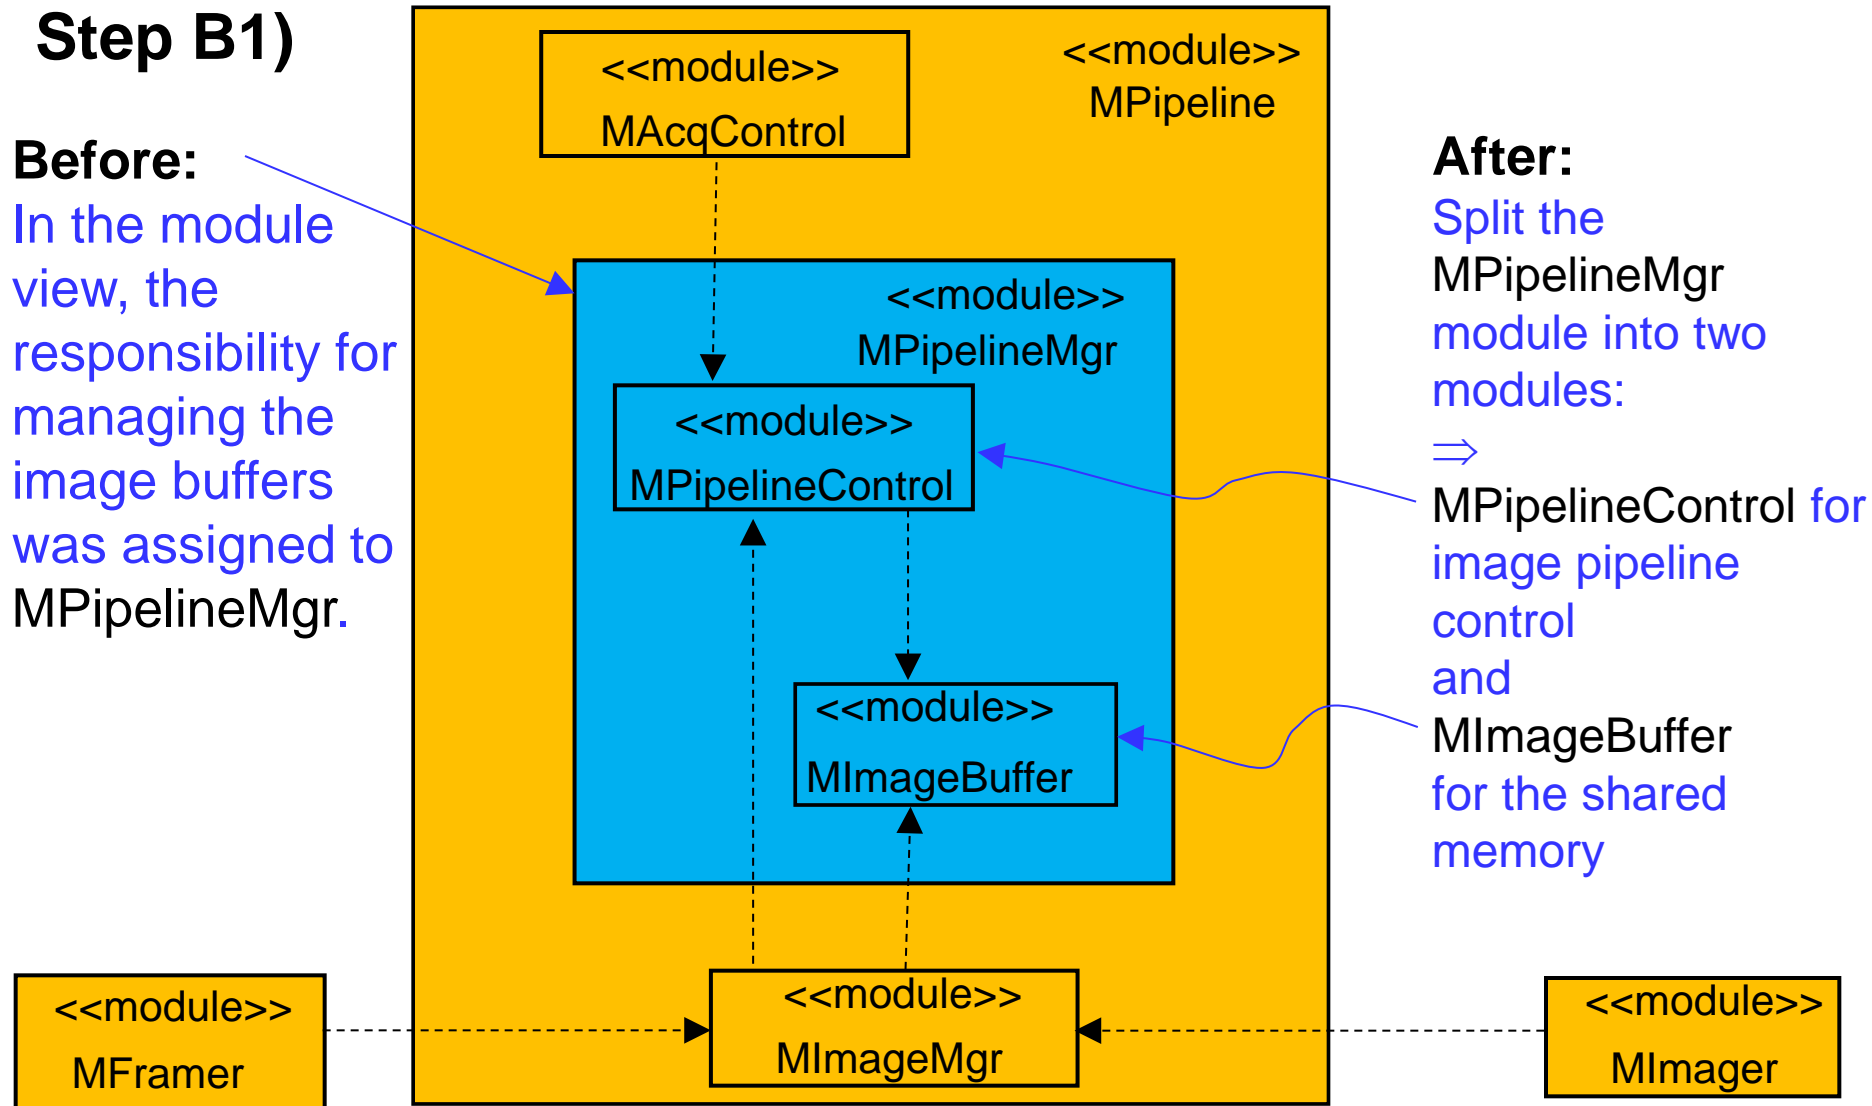 Step B1)
Before:
In the module
view, the
responsibility for
managing the
image buffers
was assigned to
MPipelineMgr.
<<module>>
MPipeline
<<module>>
MAcqControl
<<module>>
MPipelineMgr
<<module>>
MPipelineControl
<<module>>
MImageBuffer
<<module>>
MFramer
<<module>>
MImageMgr
<<module>>
MImager
After:
Split the
MPipelineMgr
module into two
modules:
⇒
MPipelineControl for
image pipeline
control
and
MImageBuffer
for the shared
memory